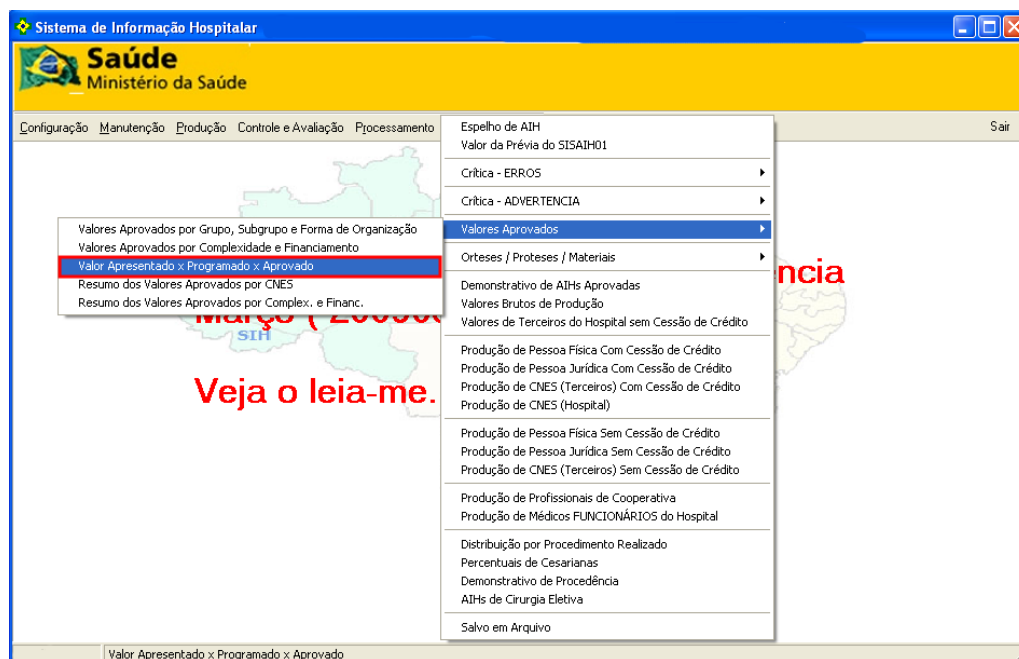 Sistema de Informação Hospitalar
Saúde
Ministério da Saúde
Configuração Manutenção Produção Controle e Avaliação Processamento Sair
Espelho de AIH
Valor da Prévia do SISAIH01
Crítica - ERROS
Crítica - ADVERTENCIA
Valores Aprovados
Orteses / Proteses / Materiais
Demonstrativo de AIHs Aprovadas
Valores Brutos de Produção
Valores de Terceiros do Hospital sem Cessão de Crédito
Produção de Pessoa Física Com Cessão de Crédito
Produção de Pessoa Jurídica Com Cessão de Crédito
Produção de CNES (Terceiros) Com Cessão de Crédito
Produção de CNES (Hospital)
Produção de Pessoa Física Sem Cessão de Crédito
Produção de Pessoa Jurídica Sem Cessão de Crédito
Produção de CNES (Terceiros) Sem Cessão de Crédito
Produção de Profissionais de Cooperativa
Produção de Médicos FUNCIONÁRIOS do Hospital
Distribuição por Procedimento Realizado
Percentuais de Cesarianas
Demonstrativo de Procedência
AIHs de Cirurgia Eletiva
Salvo em Arquivo
Valores Aprovados por Grupo, Subgrupo e Forma de Organização
Valores Aprovados por Complexidade e Financiamento
Valor Apresentado x Programado x Aprovado
Resumo dos Valores Aprovados por CNES
Resumo dos Valores Aprovados por Complex. e Financ.
ncia
Março (
SIH
Veja o leia-me.
Valor Apresentado x Programado x Aprovado